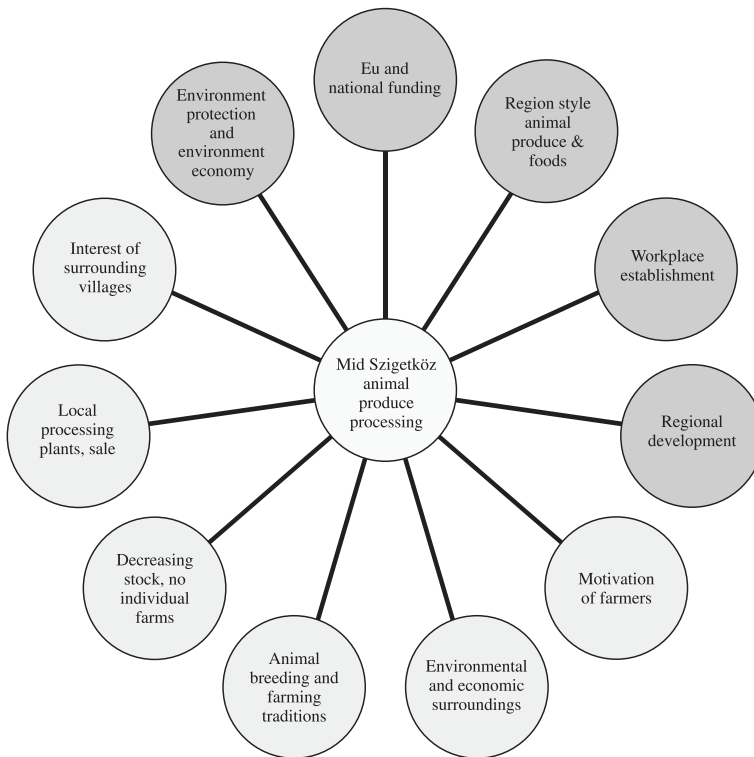 Eu and
national funding
Region style
animal
produce &
foods
Workplace
establishment
Regional
development
Motivation
of farmers
Environmental
and economic
surroundings
Animal
breeding and
farming
traditions
Decreasing
stock, no
individual
farms
Local
processing
plants, sale
Interest of
surrounding
villages
Environment
protection
and
environment
economy
Mid Szigetköz
animal
produce
processing